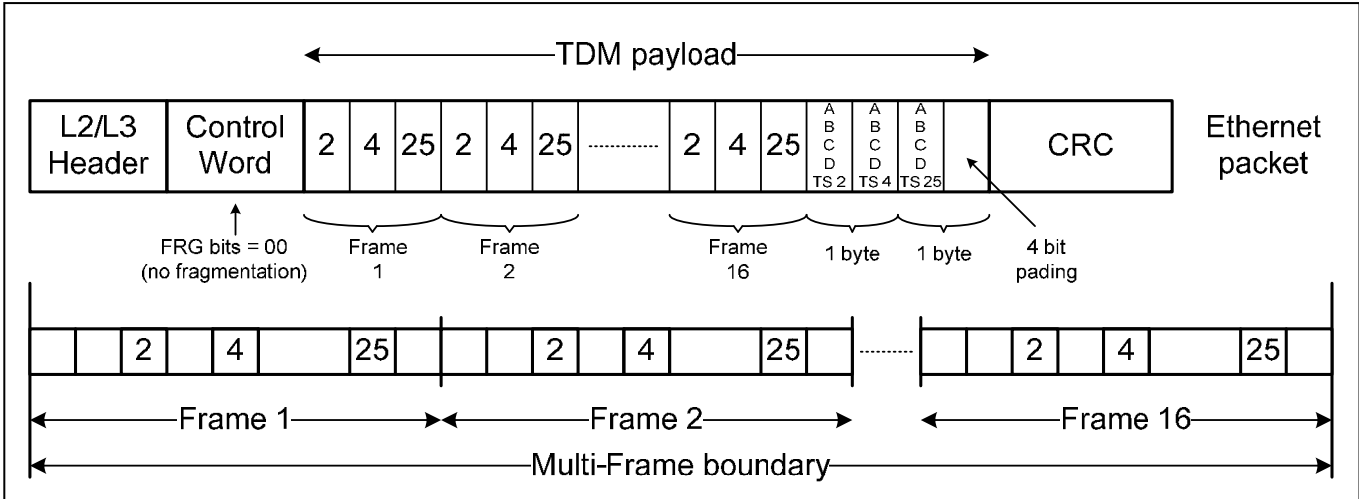 TDM payload
L2/L3
Header
Control
Word
2 4 25 2 4 25 2 4 25
A
B
C
D
TS 2
A
B
C
D
TS 4
A
B
C
D
TS 25
CRC
Ethernet
packet
FRG bits = 00
(no fragmentation)
Frame
1
Frame
2
Frame
16
1 byte
1 byte
4 bit
pading
2 4 25 2 4 25 2 4 25
Frame 1
Frame 2
Frame 16
Multi-Frame boundary